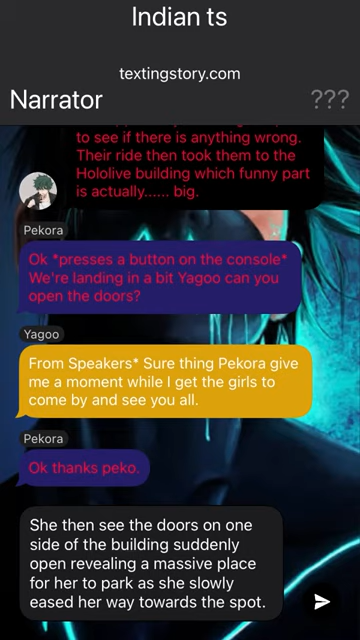 Indian ts
textingstory.com
Narrator
???
to see if there is anything wrong.
Their ride then took them to the
Hololive building which funny part
is actually...... big.
Pekora
Ok *presses a button on the console*
We're landing in a bit Yagoo can you
open the doors?
Yagoo
From Speakers* Sure thing Pekora give
me a moment while I get the girls to
come by and see you all.
Pekora
Ok thanks peko.
She then see the doors on one
side of the building suddenly
open revealing a massive place
for her to park as she slowly
eased her way towards the spot.